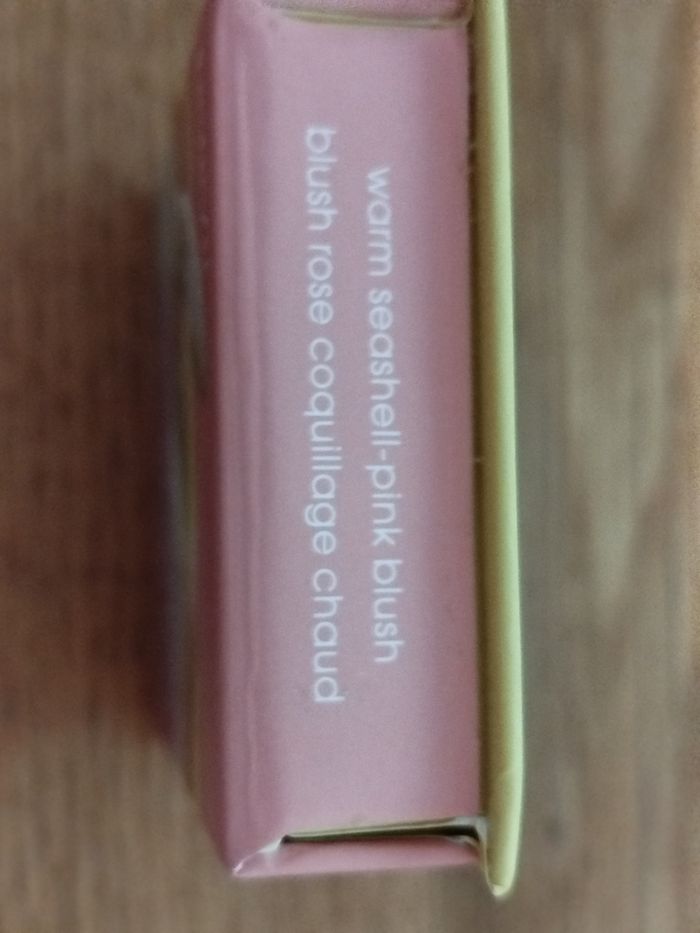 warm seashell-pink blush
blush rose coquillage chaud